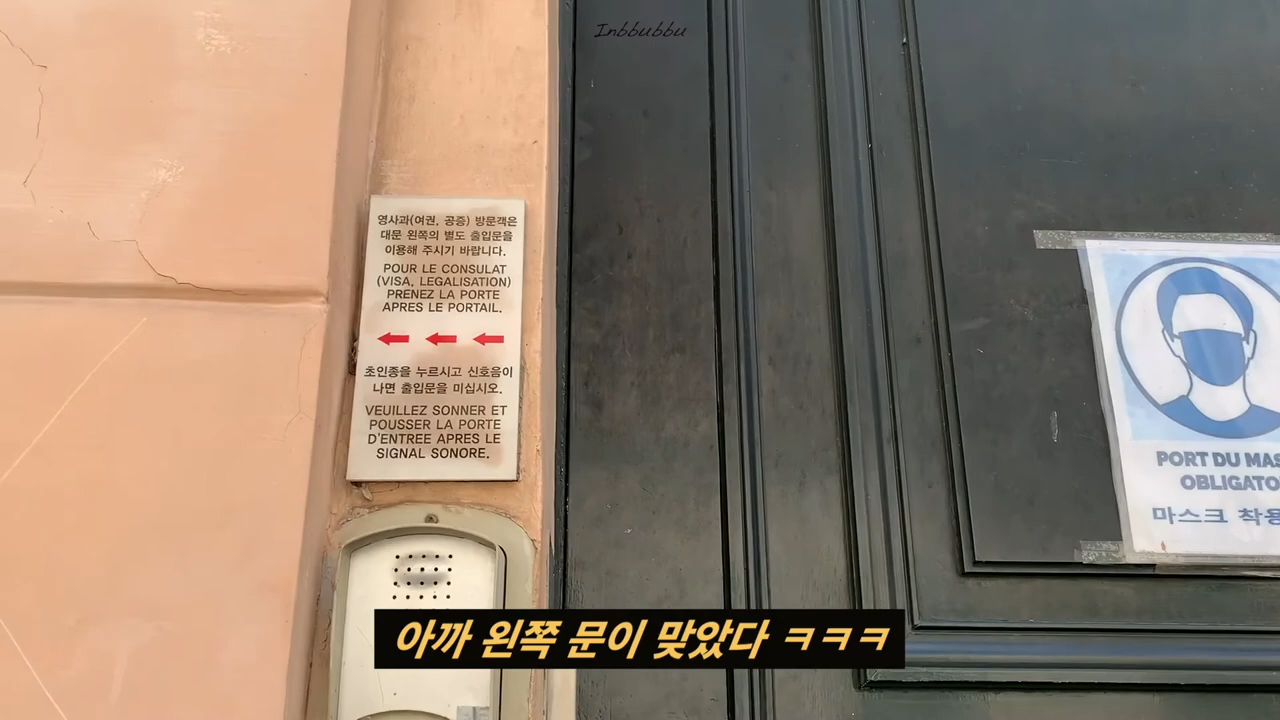 Inbbubbu
영사과(여권, 공증) 방문객은
대문 왼쪽의 별도 출입문을
이용해 주시기 바랍니다.
POUR LE CONSULAT
(VISA, LEGALISATION)
PRENEZ LA PORTE
APRES LE PORTAIL.
초인종을 누르시고 신호음이
나면 출입문을 미십시오.
VEUILLEZ SONNER ET
POUSSER LA PORTE
D'ENTREE APRES LE
SIGNAL SONORE.
PORT DU MAS
OBLIGATO
마스크 착용
아까 왼쪽 문이 맞았다 ㅋㅋㅋ